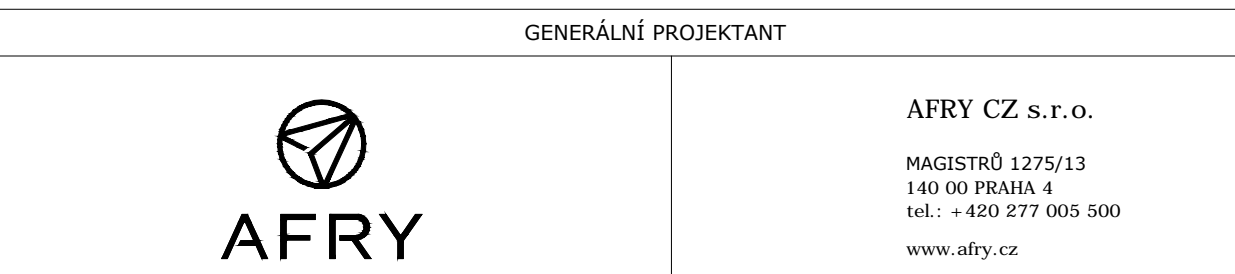 GENERÁLNÍ PROJEKTANT
AFRY
AFRY CZ s.r.o.
MAGISTRŮ 1275/13
140 00 PRAHA 4
tel.: +420 277 005 500
www.afry.cz